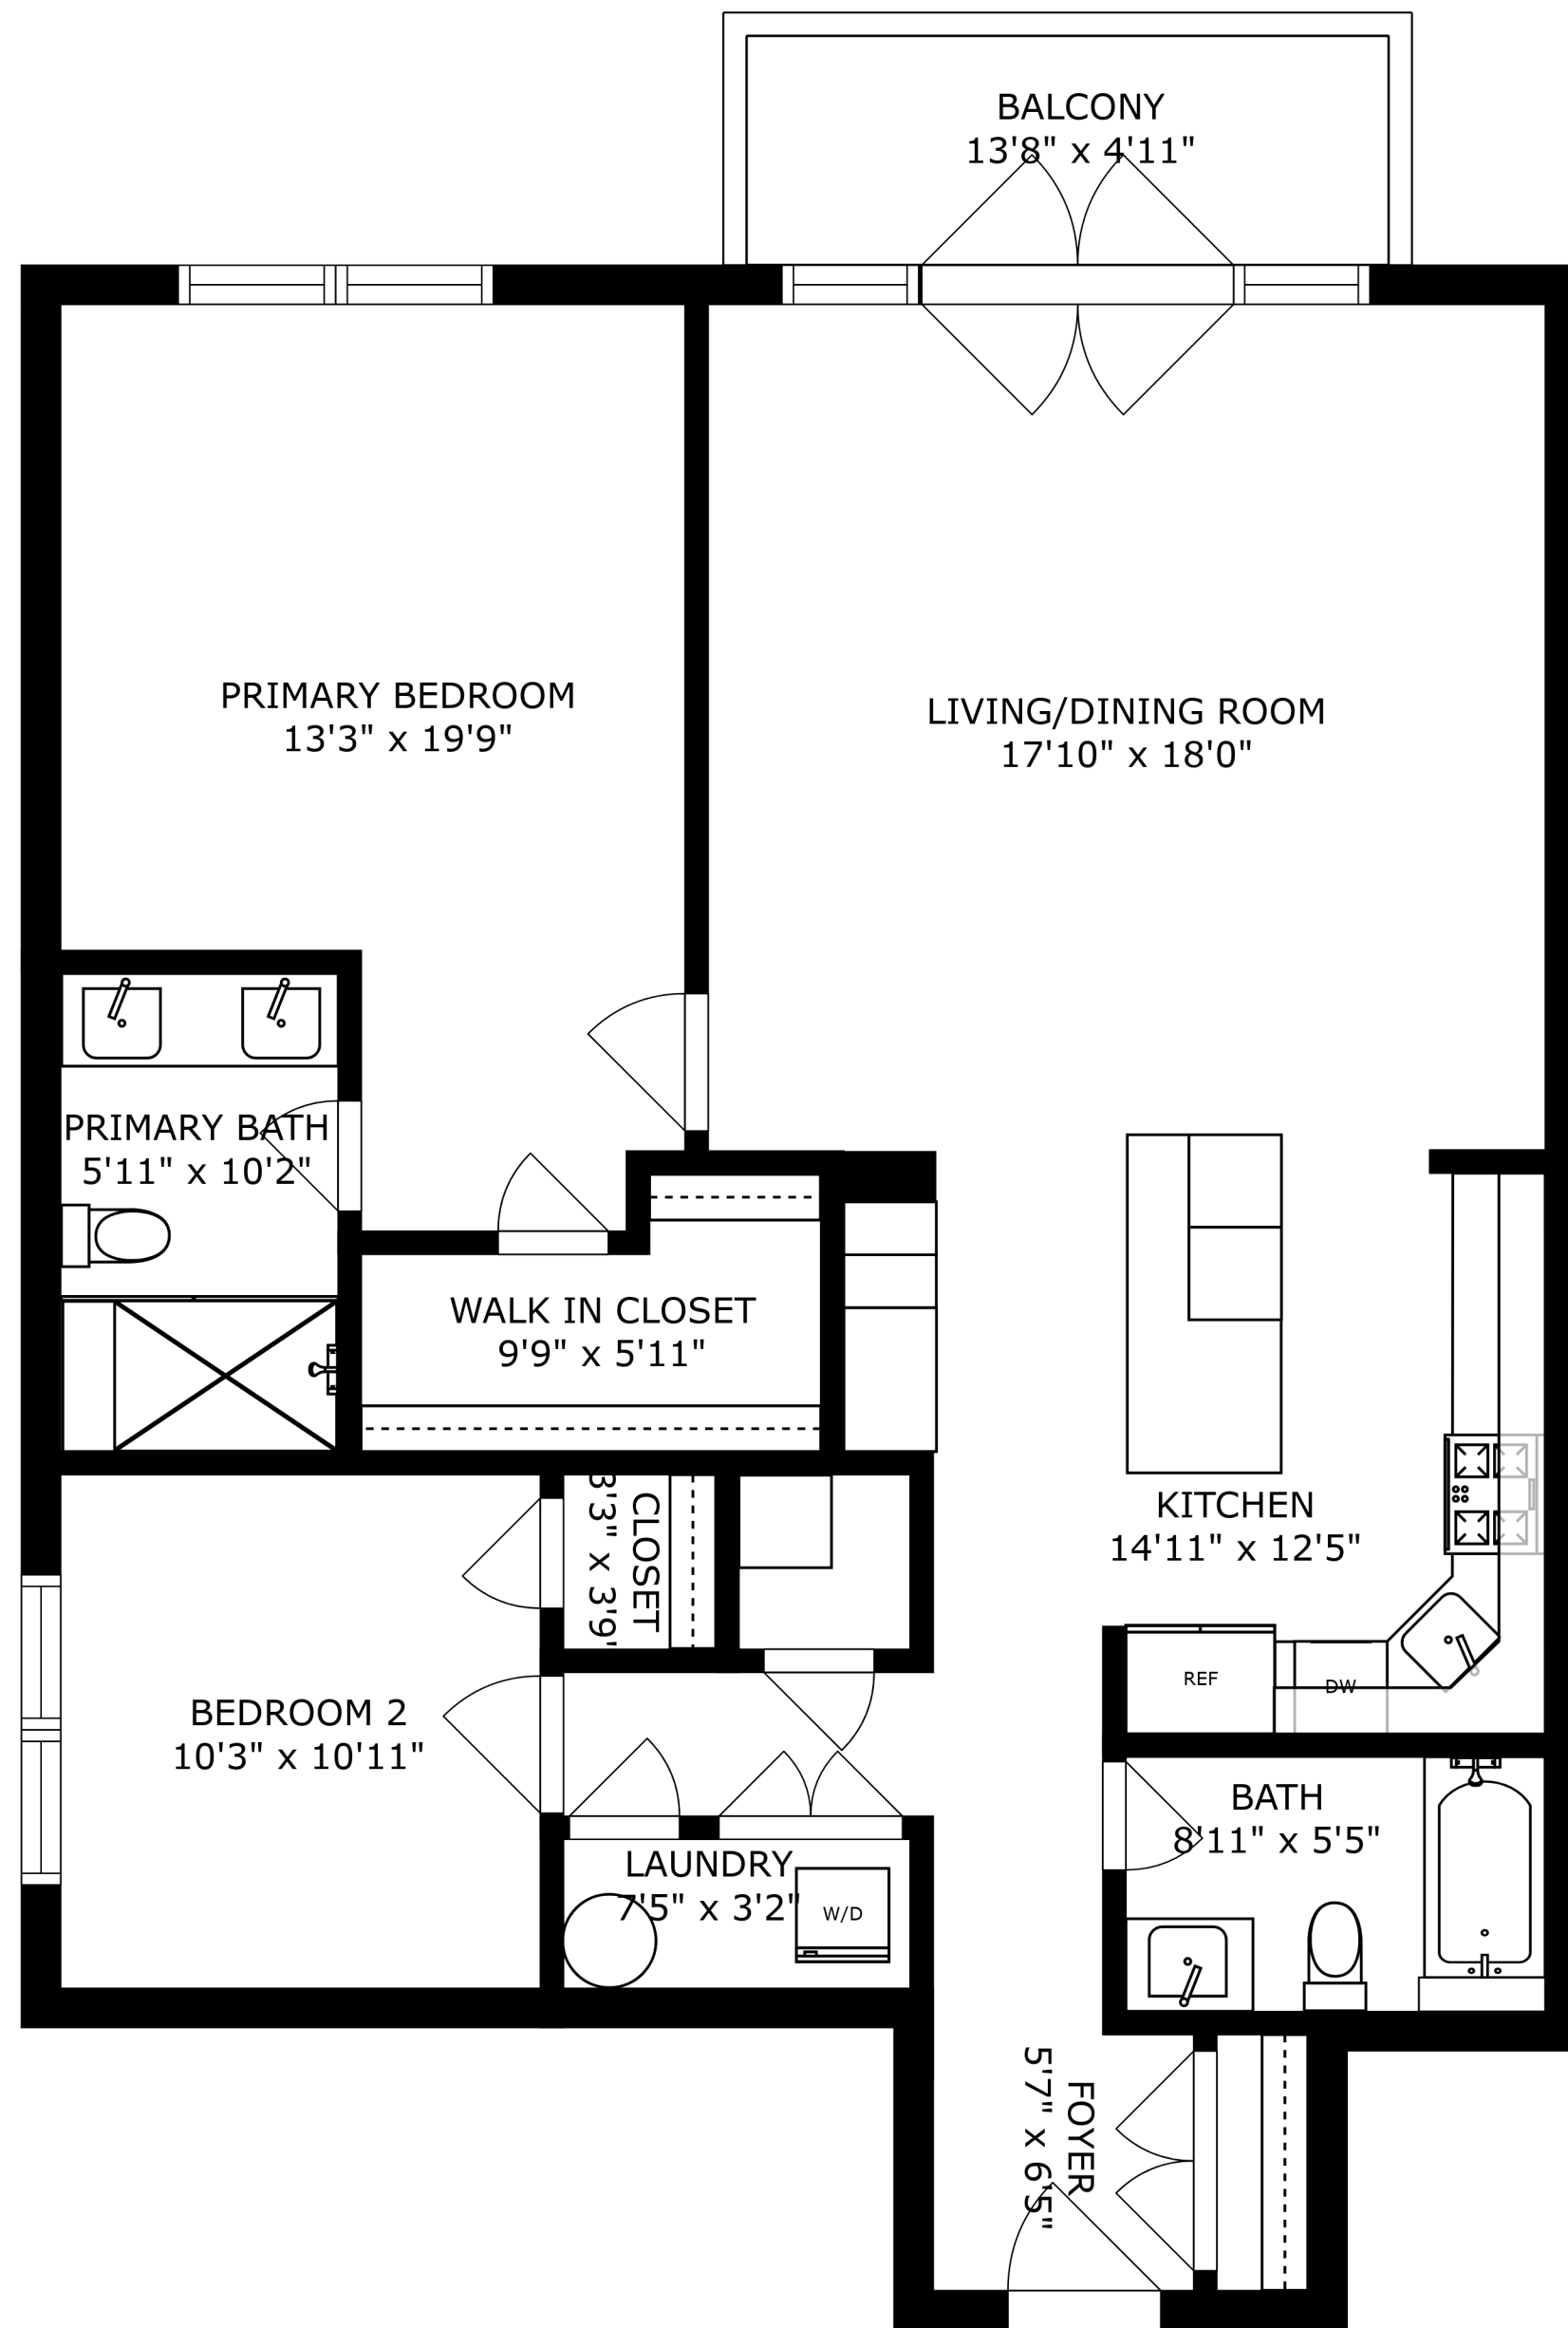 BALCONY
13'8" x 4'11"
PRIMARY BEDROOM
13'3" x 19'9"
LIVING/DINING ROOM
17'10" x 18'0"
PRIMARY BATH
5'11" x 10'2"
WALK IN CLOSET
9'9" x 5'11"
CLOSET
3'3" x 3'9'
KITCHEN
14'11" x 12'5"
REF
DW
BEDROOM 2
10'3" x 10'11"
BATH
8'11" x 5'5"
LAUNDRY
7'5" x 3'2"
W/D
FOYER
5'7" x 6'5"